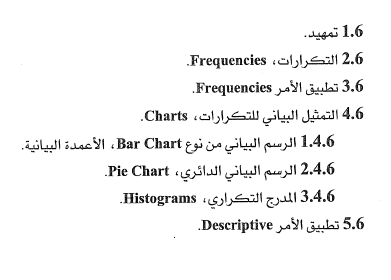 1.6 تمهيد.
2.6 التكرارات، Frequencies.
3.6 تطبيق الأمر Frequencies.
4.6 التمثيل البياني للتكرارات، Charts.
1.4.6 الرسم البياني من نوع Bar Chart، الأعمدة البيانية.
2.4.6 الرسم البياني الدائري، Pie Chart.
3.4.6 المدرج التكراري، Histograms.
5.6 تطبيق الأمر Descriptive.